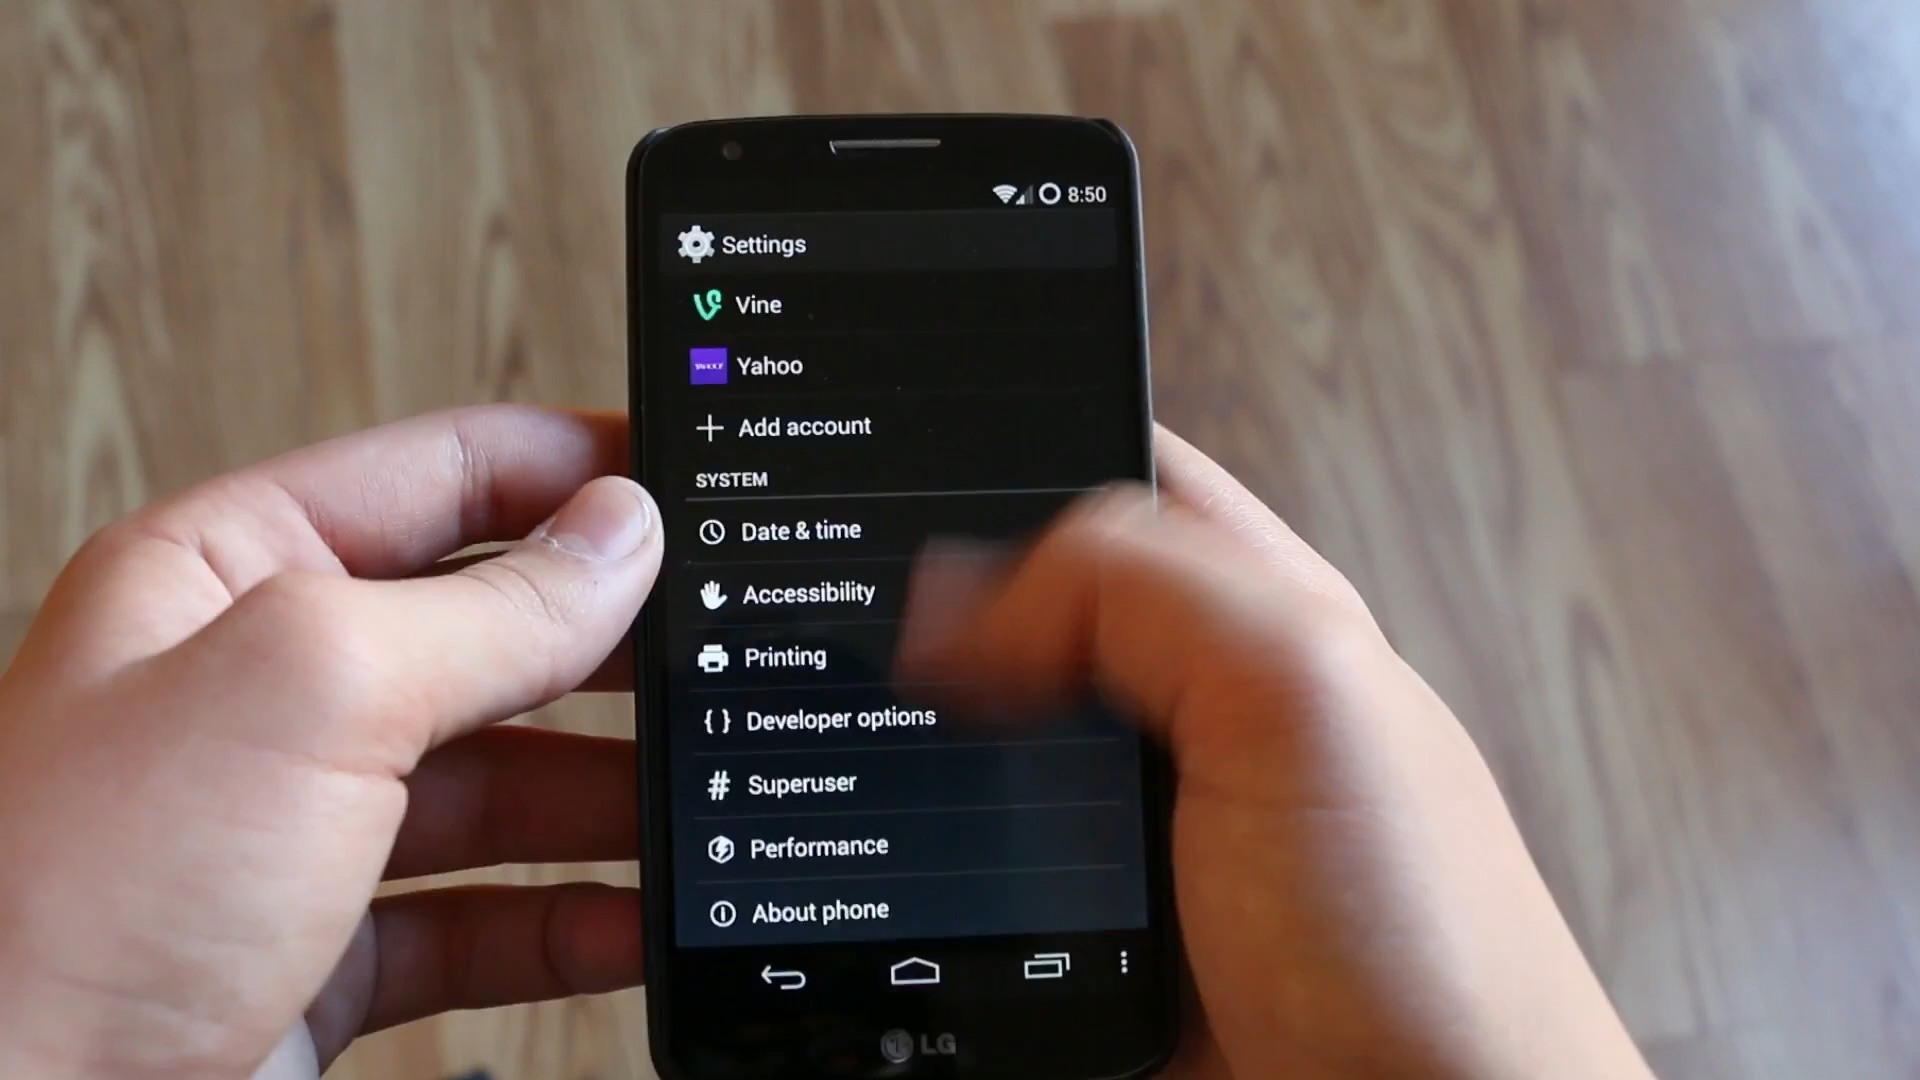 8:50
Settings
Vine
YAHOO!
Yahoo
Add account
SYSTEM
Date & time
Accessibility
Printing
{ } Developer options
# Superuser
Performance
About phone
LG